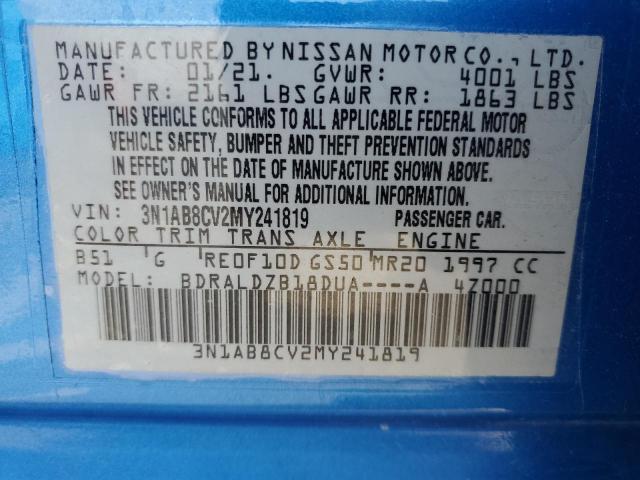 MANUFACTURED BY NISSAN MOTOR CO., LTD.
DATE: 01/21. GVWR: 4001 LBS
GAWR FR: 2161 LBS GAWR RR: 1863 LBS
THIS VEHICLE CONFORMS TO ALL APPLICABLE FEDERAL MOTOR
VEHICLE SAFETY, BUMPER AND THEFT PREVENTION STANDARDS
IN EFFECT ON THE DATE OF MANUFACTURE SHOWN ABOVE.
SEE OWNER'S MANUAL FOR ADDITIONAL INFORMATION.
VIN: 3N1AB8CV2MY241819 PASSENGER CAR.
COLOR TRIM TRANS AXLE ENGINE
B51 G RE0F10D GS50 MR20 1997 CC
MODEL: BDRALDZB18DUA----A 4Z000
3N1AB8CV2MY241819